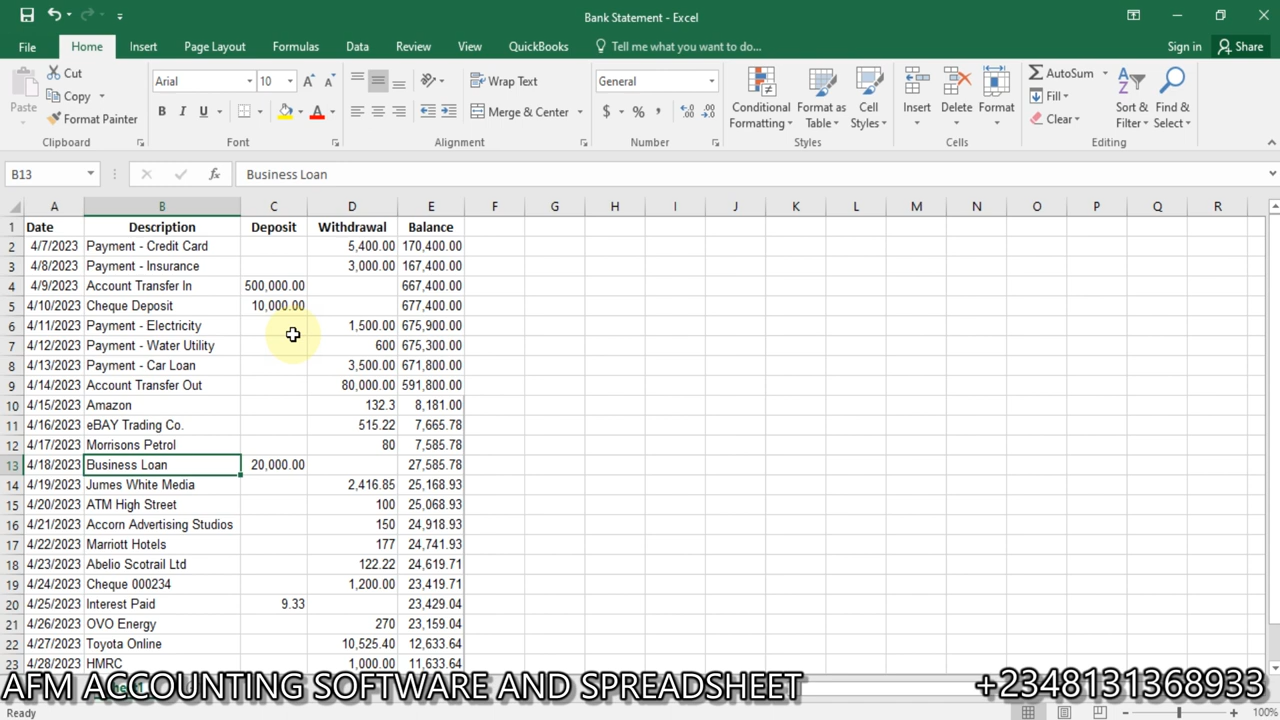 Bank Statement - Excel
File Home Insert Page Layout Formulas Data Review View QuickBooks Tell me what you want to do... Sign in Share
Paste Cut Copy Format Painter Clipboard
Arial 10 B I U A Font
Wrap Text Merge & Center Alignment
General $ % , Number
Conditional Formatting Format as Table Cell Styles Styles
Insert Delete Format Cells
AutoSum Fill Clear Sort & Filter Find & Select Editing
B13 fx Business Loan
A B C D E F G H I J K L M N O P Q R
1 Date Description Deposit Withdrawal Balance
2 4/7/2023 Payment - Credit Card 5,400.00 170,400.00
3 4/8/2023 Payment - Insurance 3,000.00 167,400.00
4 4/9/2023 Account Transfer In 500,000.00 667,400.00
5 4/10/2023 Cheque Deposit 10,000.00 677,400.00
6 4/11/2023 Payment - Electricity 1,500.00 675,900.00
7 4/12/2023 Payment - Water Utility 600 675,300.00
8 4/13/2023 Payment - Car Loan 3,500.00 671,800.00
9 4/14/2023 Account Transfer Out 80,000.00 591,800.00
10 4/15/2023 Amazon 132.3 8,181.00
11 4/16/2023 eBAY Trading Co. 515.22 7,665.78
12 4/17/2023 Morrisons Petrol 80 7,585.78
13 4/18/2023 Business Loan 20,000.00 27,585.78
14 4/19/2023 Jumes White Media 2,416.85 25,168.93
15 4/20/2023 ATM High Street 100 25,068.93
16 4/21/2023 Accorn Advertising Studios 150 24,918.93
17 4/22/2023 Marriott Hotels 177 24,741.93
18 4/23/2023 Abelio Scotrail Ltd 122.22 24,619.71
19 4/24/2023 Cheque 000234 1,200.00 23,419.71
20 4/25/2023 Interest Paid 9.33 23,429.04
21 4/26/2023 OVO Energy 270 23,159.04
22 4/27/2023 Toyota Online 10,525.40 12,633.64
23 4/28/2023 HMRC 1,000.00 11,633.64
AFM ACCOUNTING SOFTWARE AND SPREADSHEET +2348131368933
Ready 100%